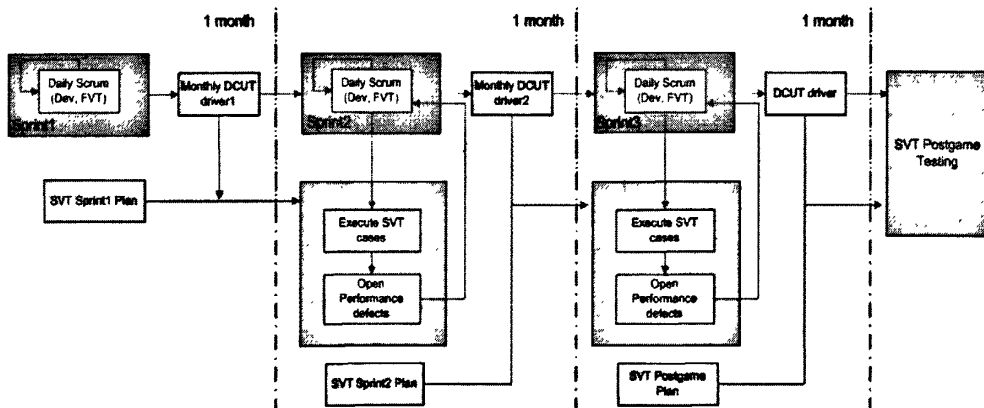 1 month
1 month
1 month
Daily Scrum
(Dev, FVT)
Sprint1
Monthly DCUT
driver1
Daily Scrum
(Dev, FVT)
Sprint2
Monthly DCUT
driver2
Daily Scrum
(Dev, FVT)
Sprint3
DCUT driver
SVT Postgame
Testing
SVT Sprint1 Plan
Execute SVT
cases
Open
Performance
defects
Execute SVT
cases
Open
Performance
defects
SVT Sprint2 Plan
SVT Postgame
Plan